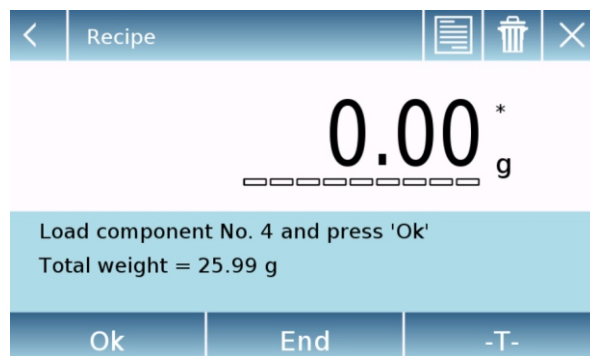 Recipe
0.00 *
g
Load component No. 4 and press 'Ok'
Total weight = 25.99 g
Ok End -T-